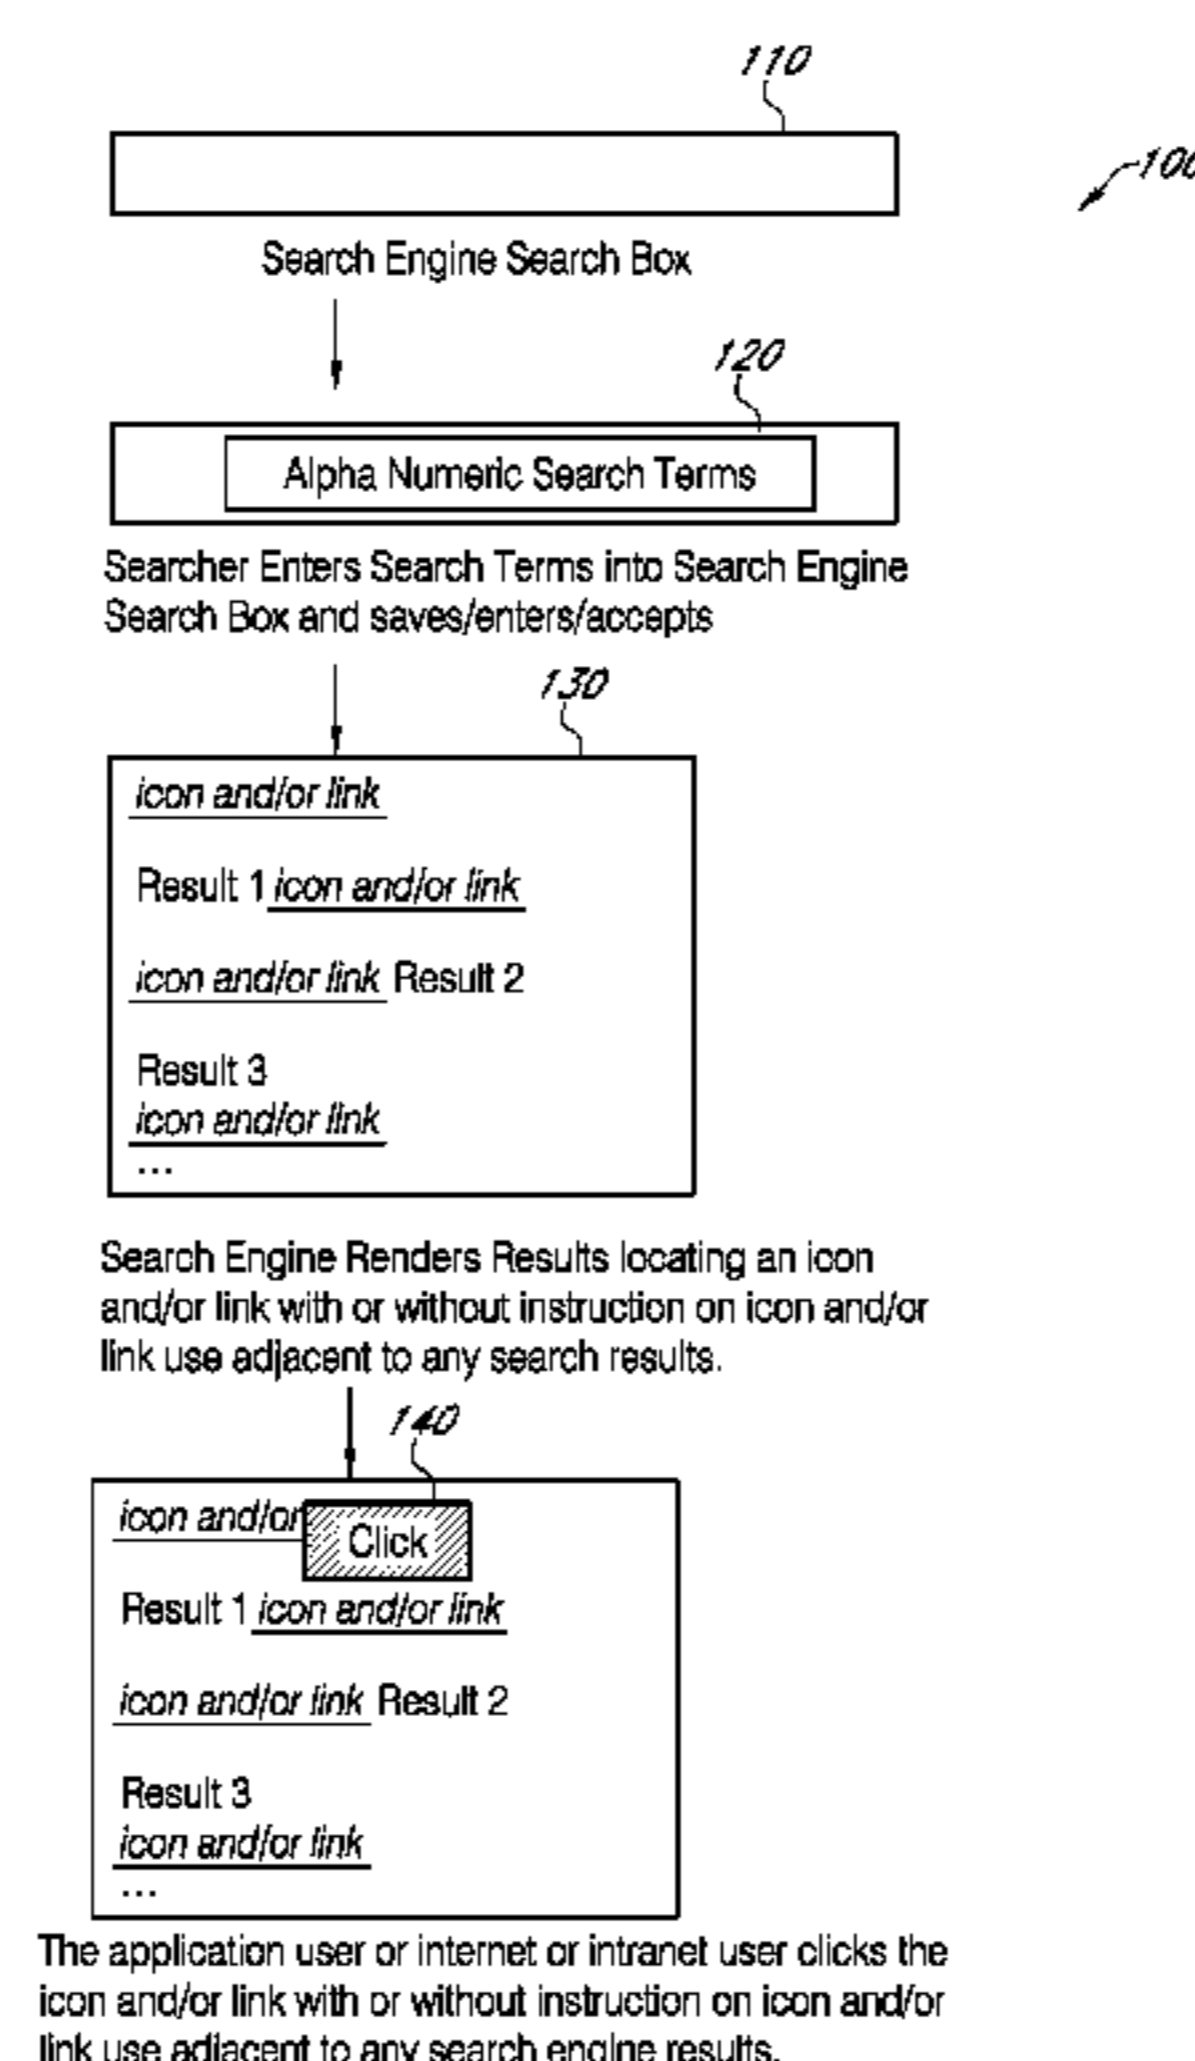 110
100
Search Engine Search Box
120
Alpha Numeric Search Terms
Searcher Enters Search Terms into Search Engine
Search Box and saves/enters/accepts
130
icon and/or link
Result 1 icon and/or link
icon and/or link Result 2
Result 3
icon and/or link
...
Search Engine Renders Results locating an icon
and/or link with or without instruction on icon and/or
link use adjacent to any search results.
140
icon and/or
Click
Result 1 icon and/or link
icon and/or link Result 2
Result 3
icon and/or link
...
The application user or internet or intranet user clicks the
icon and/or link with or without instruction on icon and/or
link use adjacent to any search engine results.